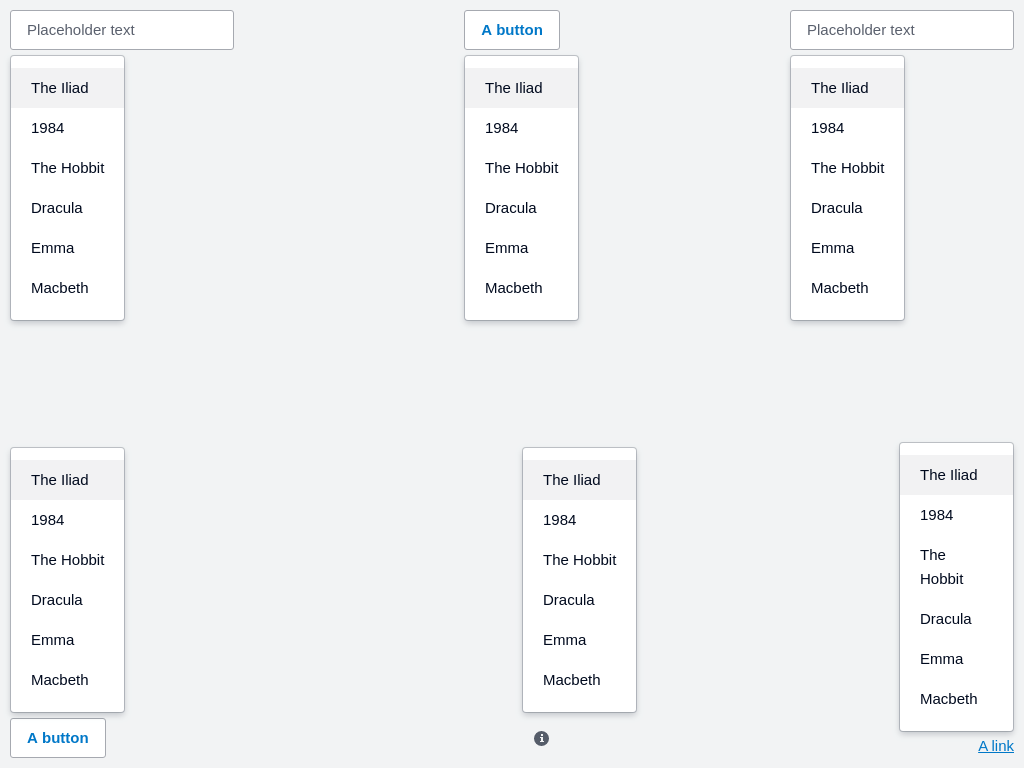 Placeholder text
The Iliad
1984
The Hobbit
Dracula
Emma
Macbeth
A button
The Iliad
1984
The Hobbit
Dracula
Emma
Macbeth
Placeholder text
The Iliad
1984
The Hobbit
Dracula
Emma
Macbeth
The Iliad
1984
The Hobbit
Dracula
Emma
Macbeth
A button
The Iliad
1984
The Hobbit
Dracula
Emma
Macbeth
The Iliad
1984
The
Hobbit
Dracula
Emma
Macbeth
A link